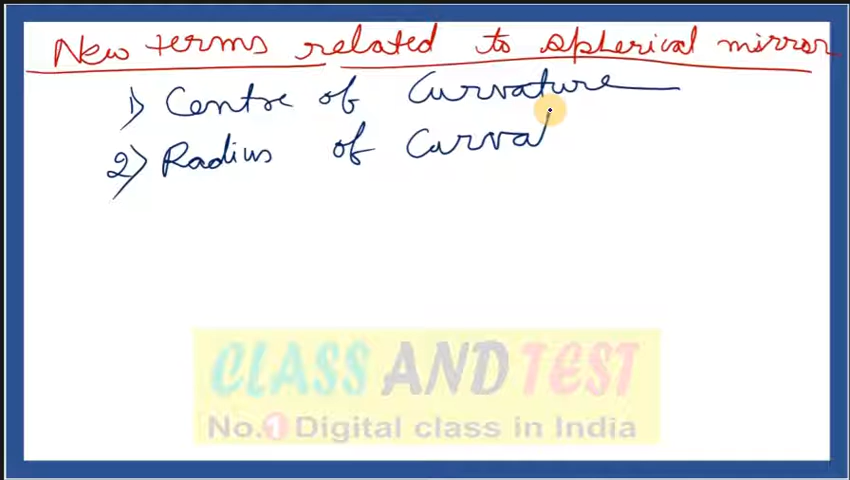 New terms related to spherical mirror
1) Centre of Curvature
2) Radius of Curva
CLASS AND TEST
No.1 Digital class in India